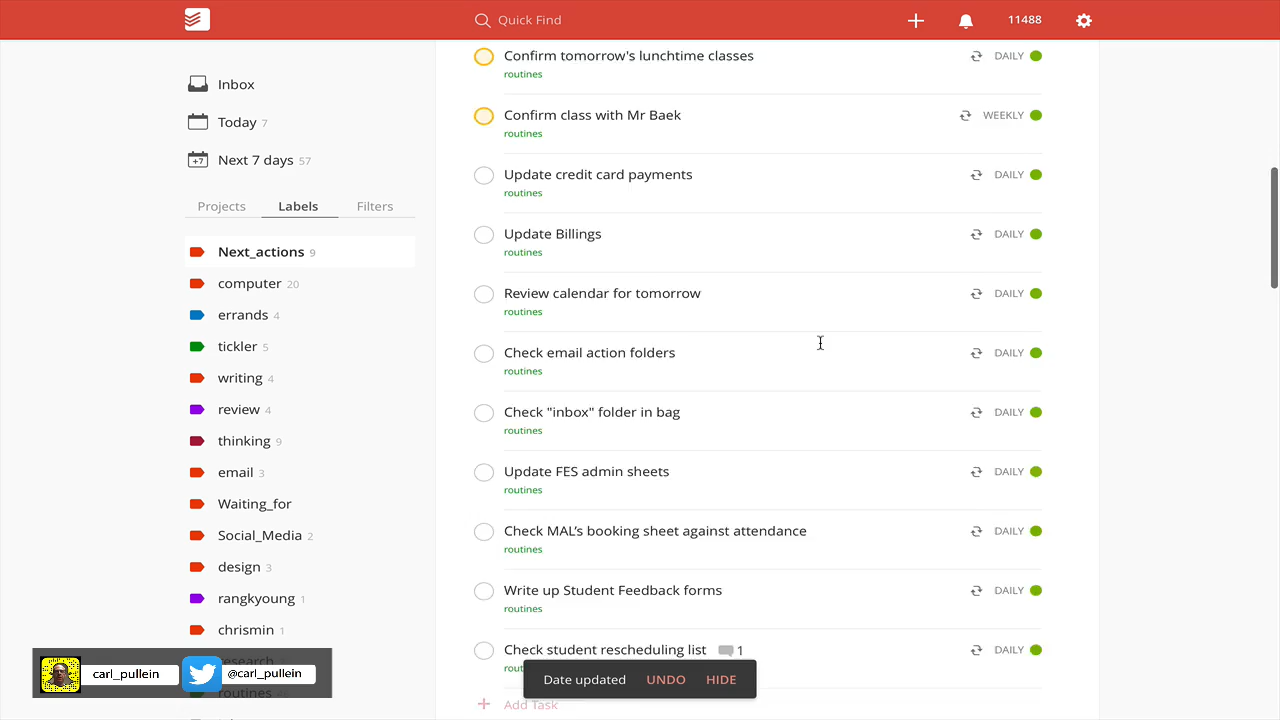 Quick Find
11488
Inbox
Today 7
+7 Next 7 days 57
Projects Labels Filters
Next_actions 9
computer 20
errands 4
tickler 5
writing 4
review 4
thinking 9
email 3
Waiting_for
Social_Media 2
design 3
rangkyoung 1
chrismin 1
research
routines
carl_pullein @carl_pullein
Confirm tomorrow's lunchtime classes DAILY
routines
Confirm class with Mr Baek WEEKLY
routines
Update credit card payments DAILY
routines
Update Billings DAILY
routines
Review calendar for tomorrow DAILY
routines
Check email action folders DAILY
routines
Check "inbox" folder in bag DAILY
routines
Update FES admin sheets DAILY
routines
Check MAL's booking sheet against attendance DAILY
routines
Write up Student Feedback forms DAILY
routines
Check student rescheduling list 1 DAILY
Date updated UNDO HIDE
+ Add Task